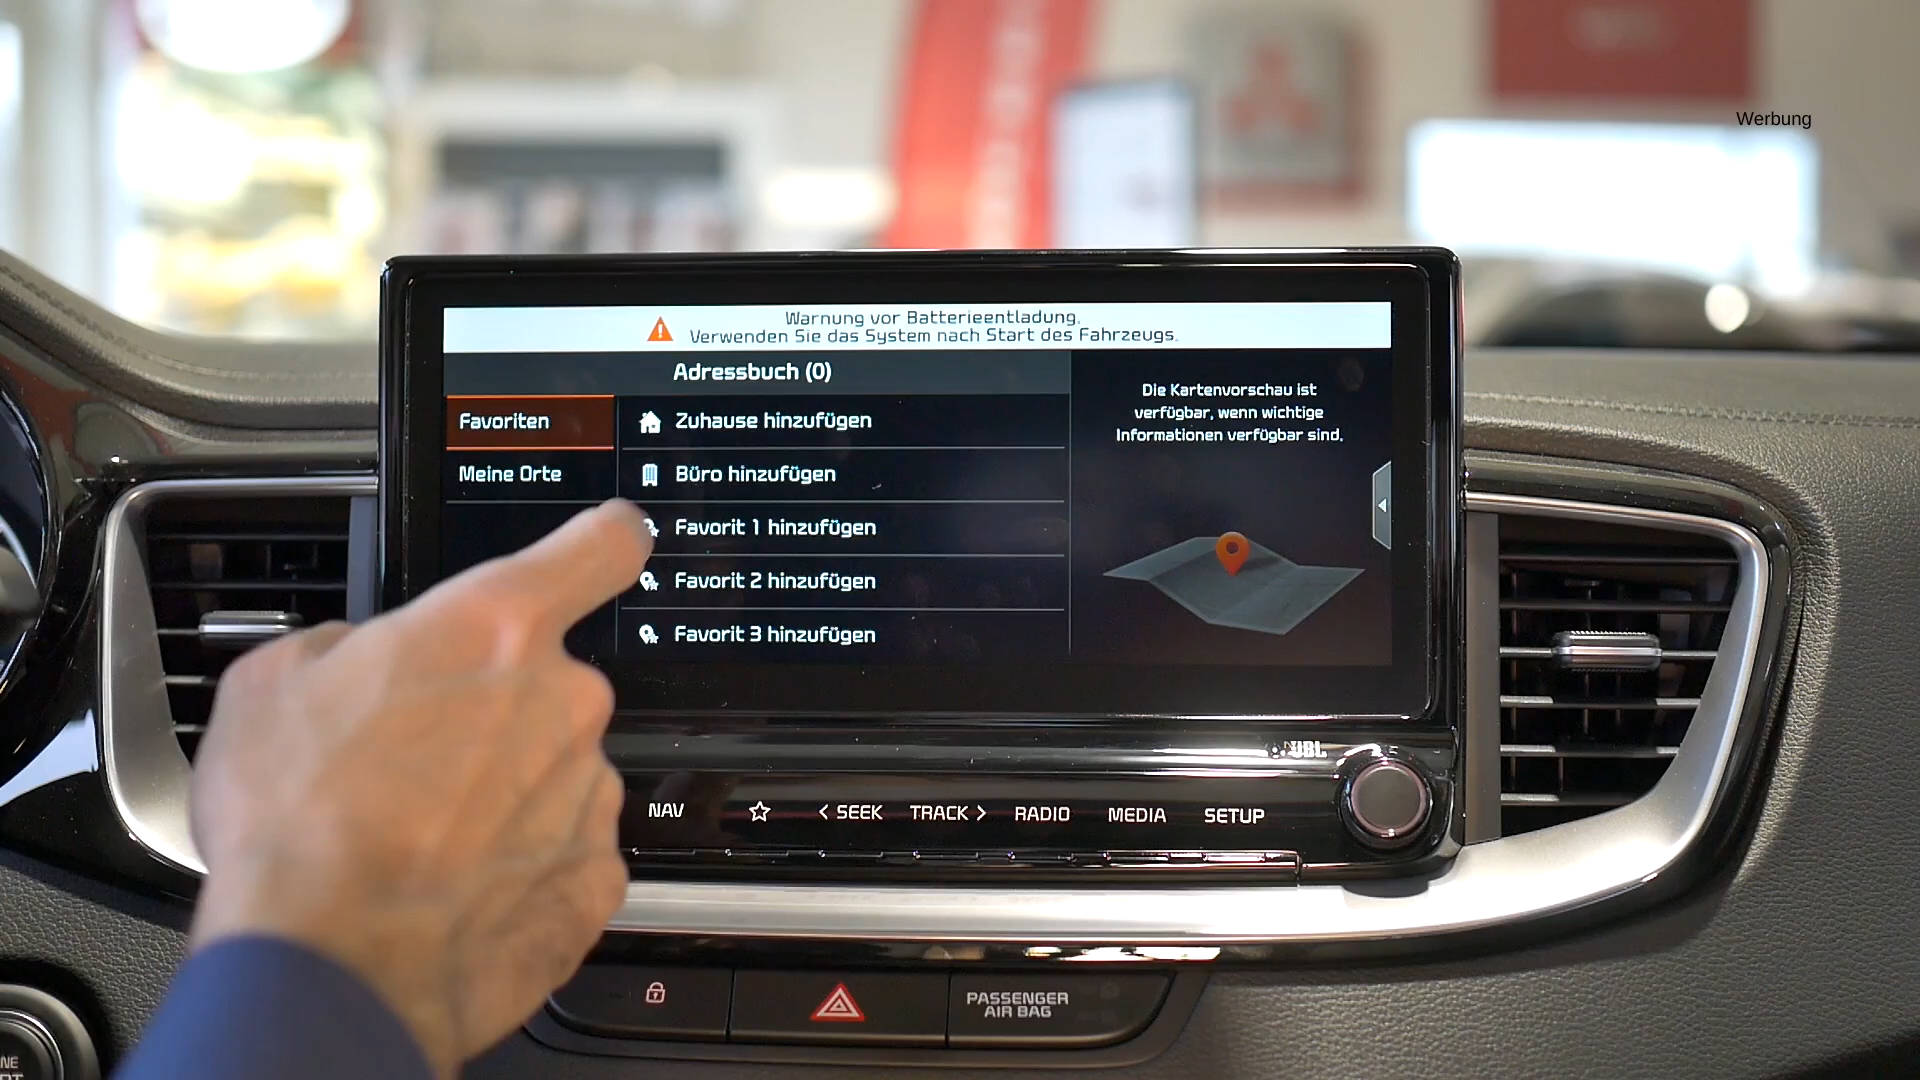 Werbung
Warnung vor Batterieentladung.
Verwenden Sie das System nach Start des Fahrzeugs.
Adressbuch (0)
Favoriten
Meine Orte
Zuhause hinzufügen
Büro hinzufügen
Favorit 1 hinzufügen
Favorit 2 hinzufügen
Favorit 3 hinzufügen
Die Kartenvorschau ist
verfügbar, wenn wichtige
Informationen verfügbar sind.
JBL
NAV
< SEEK
TRACK >
RADIO
MEDIA
SETUP
PASSENGER
AIR BAG